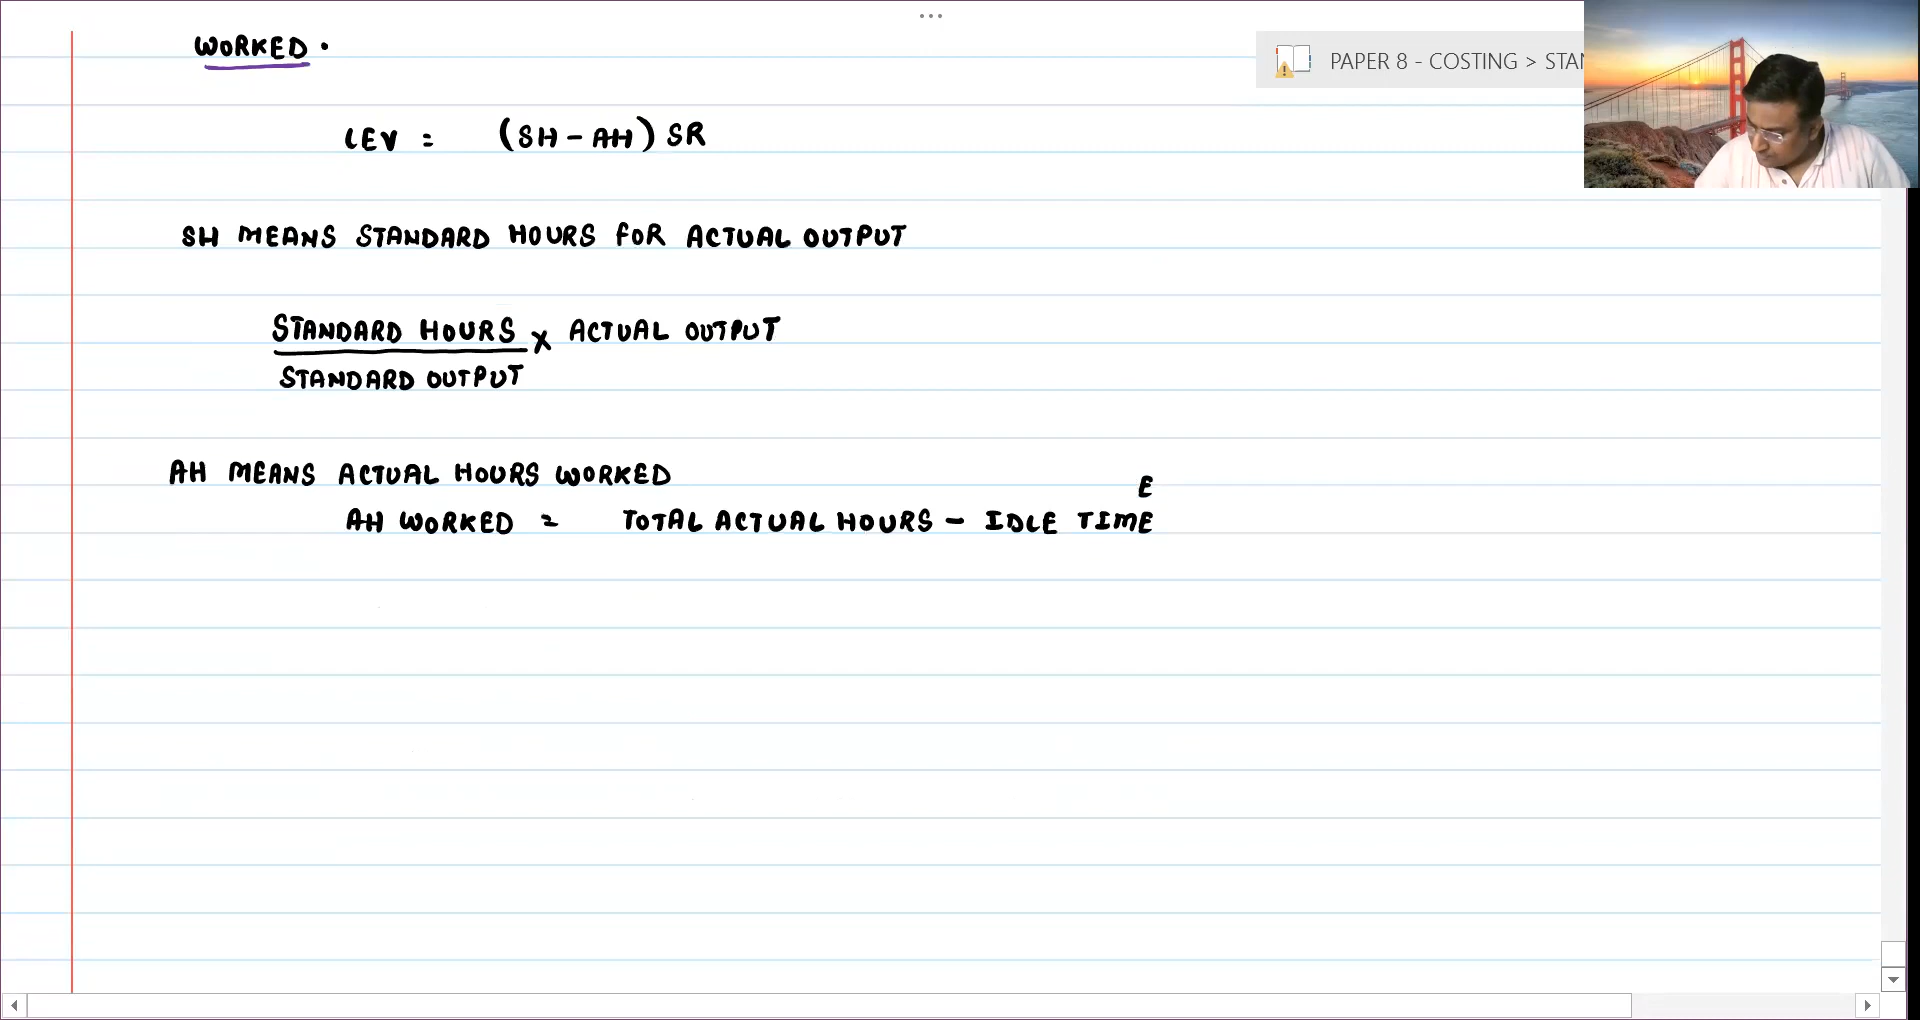 WORKED.
PAPER 8 - COSTING > STAN
LEV = (SH - AH) SR
SH MEANS STANDARD HOURS FOR ACTUAL OUTPUT
STANDARD HOURS X ACTUAL OUTPUT
STANDARD OUTPUT
AH MEANS ACTUAL HOURS WORKED
E
AH WORKED = TOTAL ACTUAL HOURS - IDLE TIME